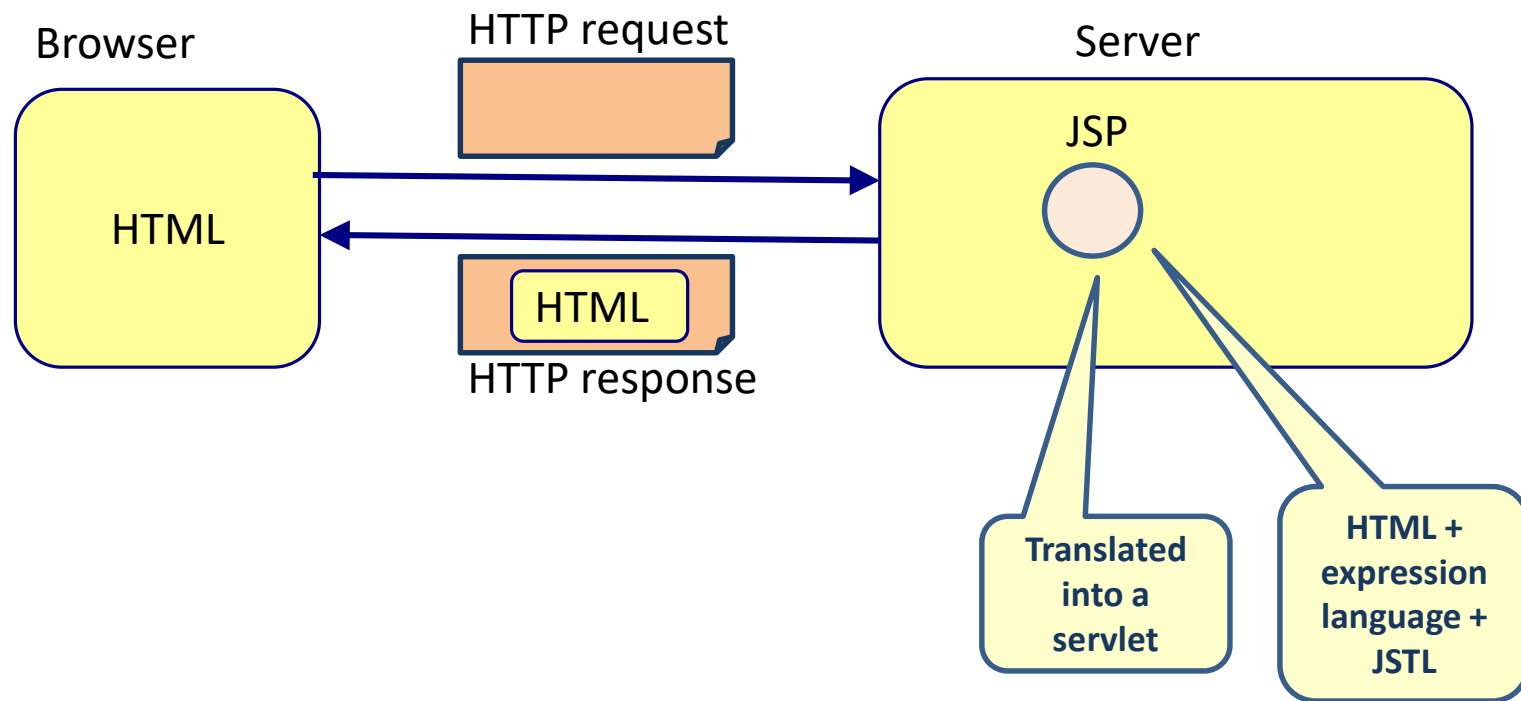 Browser
HTTP request
Server
JSP
HTML
HTML
HTTP response
Translated
into a
servlet
HTML +
expression
language +
JSTL